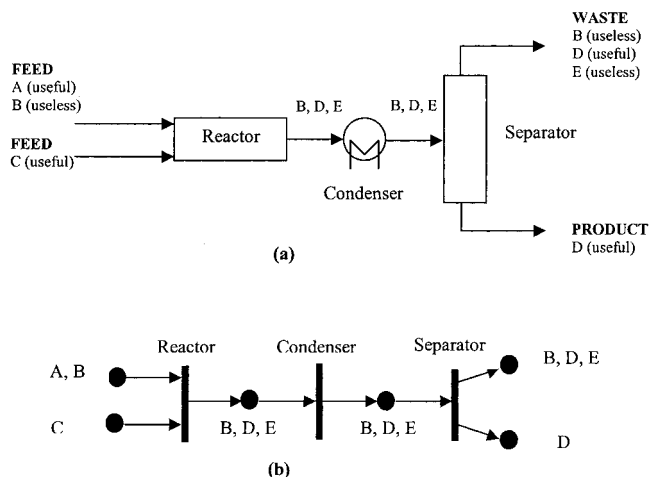 WASTE
B (useless)
D (useful)
E (useless)
FEED
A (useful)
B (useless)
B, D, E
B, D, E
Reactor
Separator
FEED
C (useful)
Condenser
PRODUCT
D (useful)
(a)
Reactor
Condenser
Separator
A, B
B, D, E
C
B, D, E
B, D, E
D
(b)